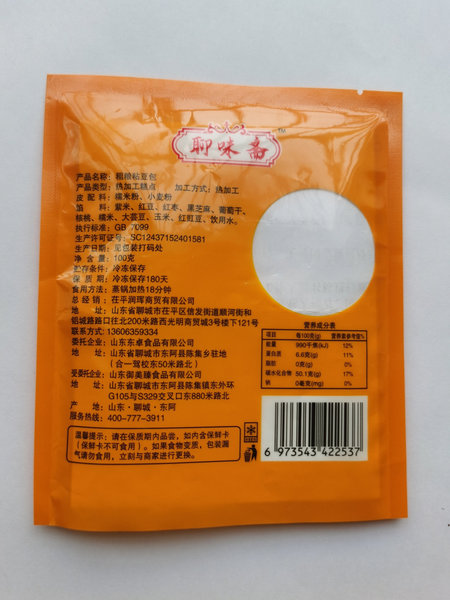 聊味斋
TM
产品名称：粗粮粘豆包
产品类型：热加工糕点 加工方式：热加工
皮 配 料：糯米粉、小麦粉
馅 料：紫米、红豆、红枣、黑芝麻、葡萄干、
核桃、糯米、大芸豆、玉米、红豇豆、饮用水。
执行标准：GB 7099
生产许可证号：SC12437152401581
生产日期：见包装打码处
净 含 量：100克
贮存条件：冷冻保存
保 质 期：冷冻保存180天
食用方法：蒸锅加热18分钟
总 经 销：茌平润珲商贸有限公司
地 址：山东省聊城市茌平区信发街道顺河街和
铝城路路口往北200米路西光明商贸城3号楼下121号
联系方式：13606359334
委托企业：山东东卓食品有限公司
地 址：山东省聊城市东阿县陈集乡驻地
（合一驾校东50米路北）
受委托企业：山东御美臻食品有限公司
地 址：山东省聊城市东阿县陈集镇东外环
G105与S329交叉口东880米路北
产 地：山东·聊城·东阿
服务热线：400-777-3911
温馨提示：请在保质期内品尝，如内含保鲜卡
（保鲜卡不可食用）。如果食物变质，包装漏
气请勿食用，立刻与商家进行更换。
营养成分表
项目 每100克(g) 营养素参考值%
能量 990千焦(kJ) 12%
蛋白质 6.6克(g) 11%
脂肪 0克(g) 0%
碳水化合物 50.1克(g) 17%
钠 0毫克(mg) 0%
6 973543 422537